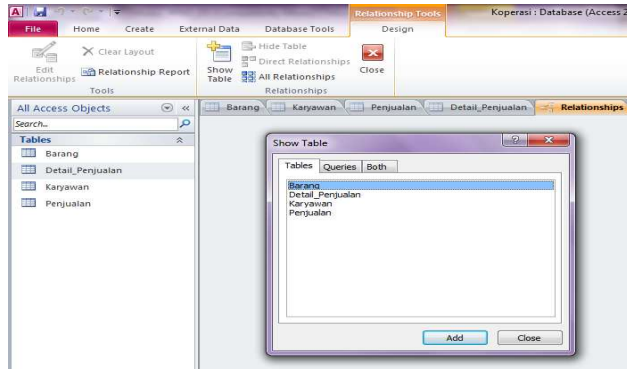 Relationship Tools Koperasi : Database (Access 2
File Home Create External Data Database Tools Design
Edit Relationships
Clear Layout
Relationship Report
Tools
Show Table
Hide Table
Direct Relationships
All Relationships
Close
Relationships
All Access Objects
Search...
Tables
Barang
Detail_Penjualan
Karyawan
Penjualan
Barang Karyawan Penjualan Detail_Penjualan Relationships
Show Table
Tables Queries Both
Barang
Detail_Penjualan
Karyawan
Penjualan
Add Close